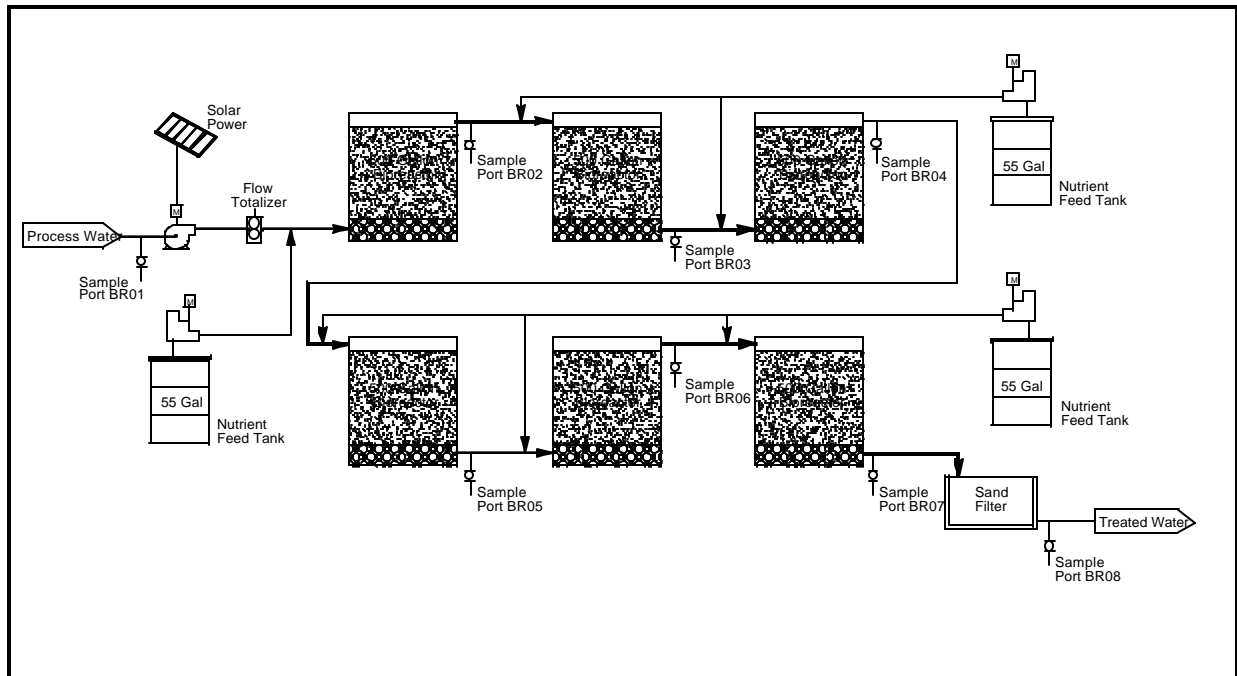 M
Solar
Power
M
Sample
Port BR02
Sample
Port BR04
55 Gal
Nutrient
Feed Tank
Flow
Totalizer
Process Water
Sample
Port BR01
Sample
Port BR03
M
M
55 Gal
Nutrient
Feed Tank
Sample
Port BR06
55 Gal
Nutrient
Feed Tank
Sample
Port BR05
Sample
Port BR07
Sand
Filter
Treated Water
Sample
Port BR08